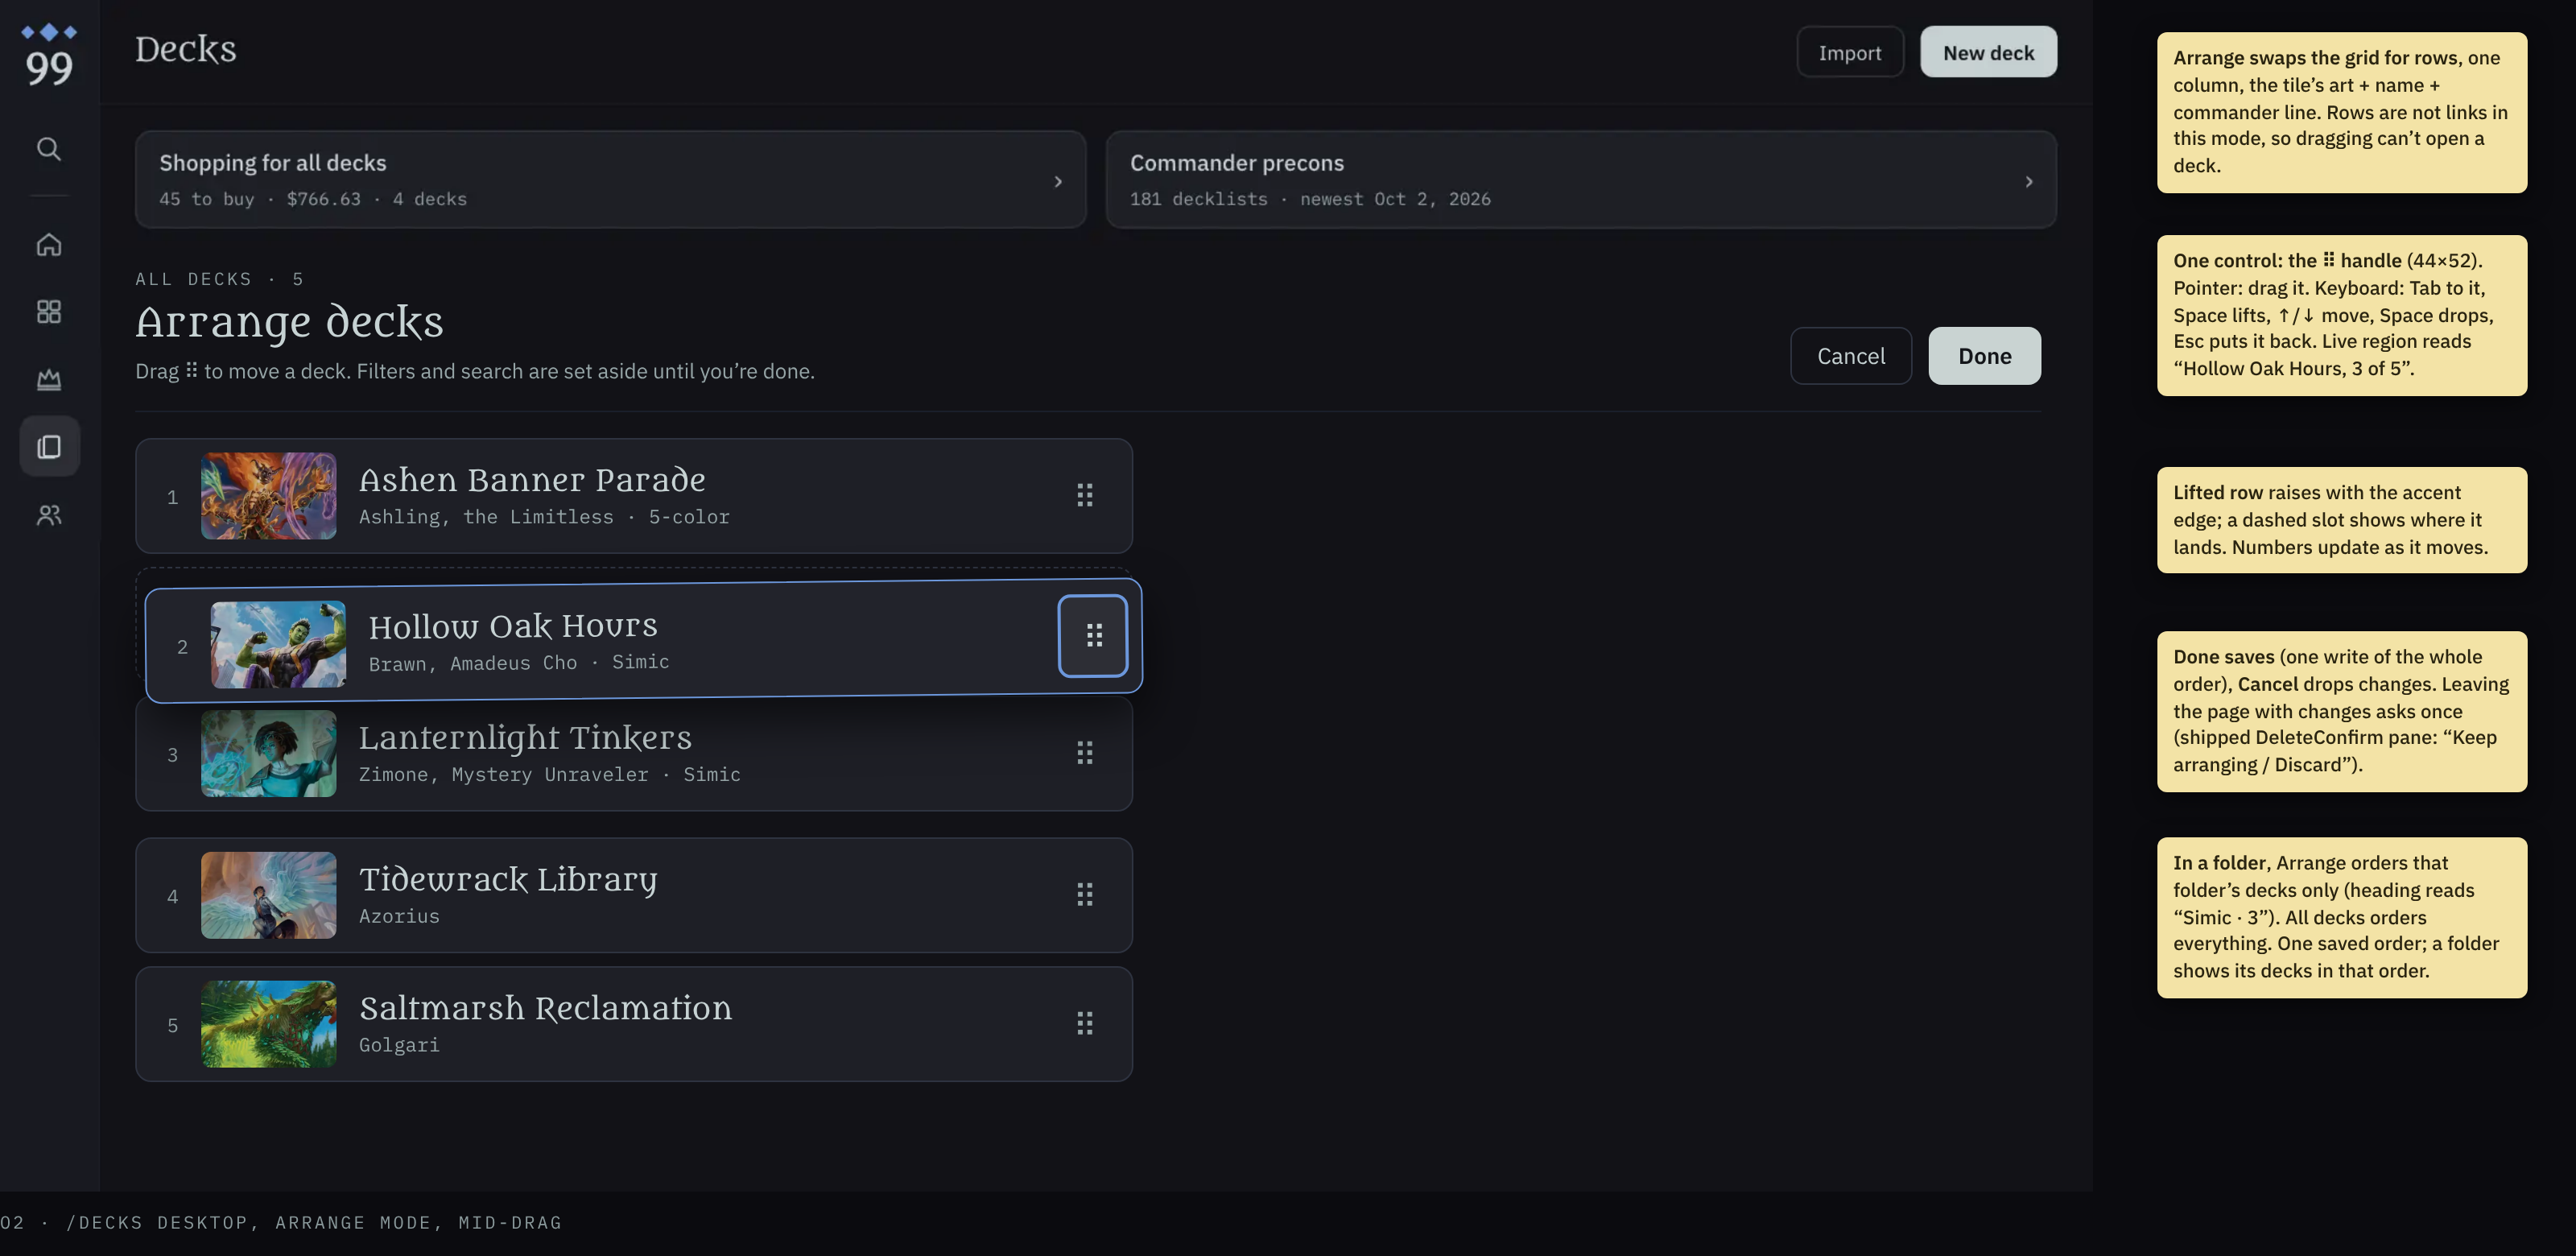 99
Decks
Import
New deck
Shopping for all decks
45 to buy · $766.63 · 4 decks
Commander precons
181 decklists · newest Oct 2, 2026
ALL DECKS · 5
Arrange decks
Drag ⠿ to move a deck. Filters and search are set aside until you’re done.
Cancel
Done
1
Ashen Banner Parade
Ashling, the Limitless · 5-color
2
Hollow Oak Hours
Brawn, Amadeus Cho · Simic
3
Lanternlight Tinkers
Zimone, Mystery Unraveler · Simic
4
Tidewrack Library
Azorius
5
Saltmarsh Reclamation
Golgari
Arrange swaps the grid for rows, one
column, the tile’s art + name +
commander line. Rows are not links in
this mode, so dragging can’t open a
deck.
One control: the ⠿ handle (44×52).
Pointer: drag it. Keyboard: Tab to it,
Space lifts, ↑/↓ move, Space drops,
Esc puts it back. Live region reads
“Hollow Oak Hours, 3 of 5”.
Lifted row raises with the accent
edge; a dashed slot shows where it
lands. Numbers update as it moves.
Done saves (one write of the whole
order), Cancel drops changes. Leaving
the page with changes asks once
(shipped DeleteConfirm pane: “Keep
arranging / Discard”).
In a folder, Arrange orders that
folder’s decks only (heading reads
“Simic · 3”). All decks orders
everything. One saved order; a folder
shows its decks in that order.
02 · /DECKS DESKTOP, ARRANGE MODE, MID-DRAG